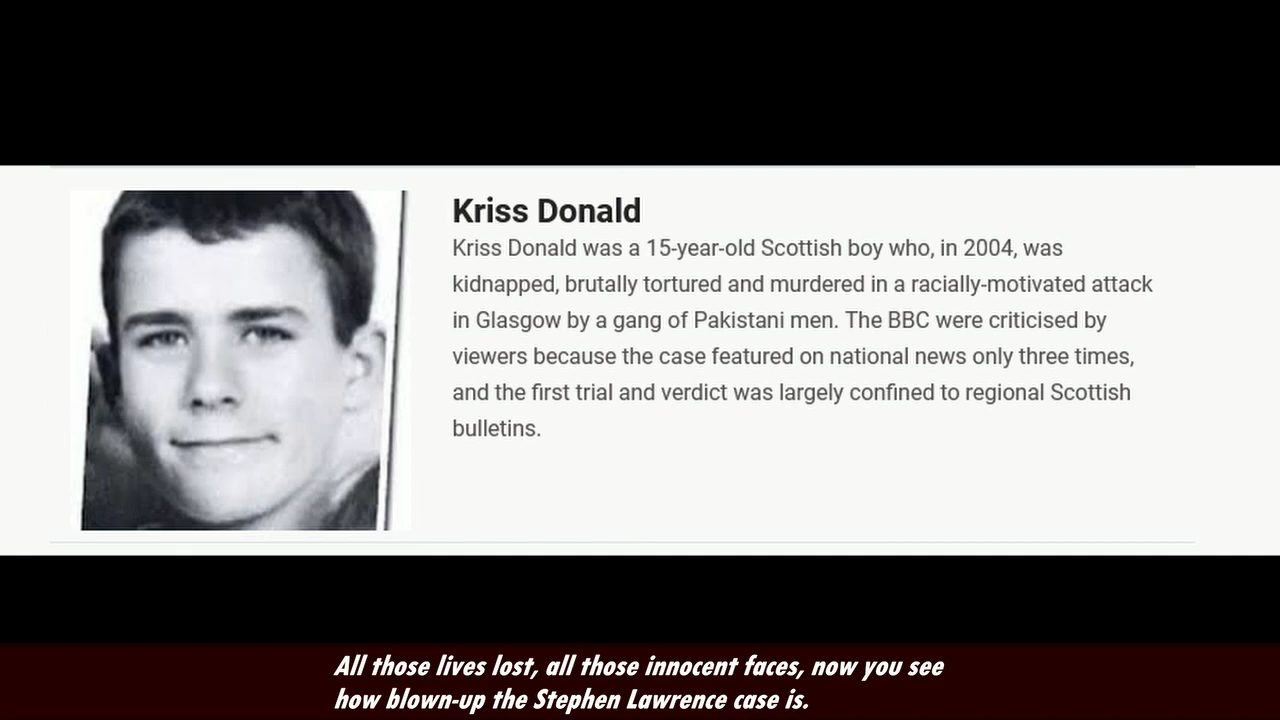 Kriss Donald
Kriss Donald was a 15-year-old Scottish boy who, in 2004, was
kidnapped, brutally tortured and murdered in a racially-motivated attack
in Glasgow by a gang of Pakistani men. The BBC were criticised by
viewers because the case featured on national news only three times,
and the first trial and verdict was largely confined to regional Scottish
bulletins.
All those lives lost, all those innocent faces, now you see
how blown-up the Stephen Lawrence case is.